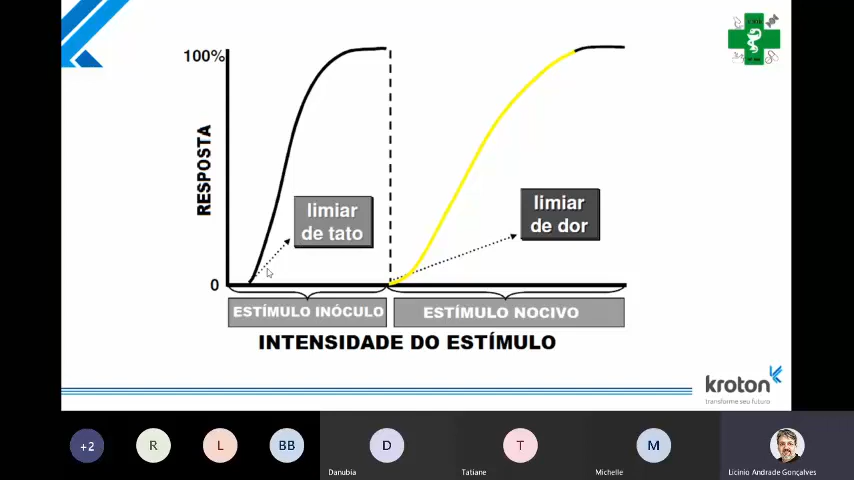 100%
RESPOSTA
limiar
de tato
limiar
de dor
0
ESTÍMULO INÓCULO
ESTÍMULO NOCIVO
INTENSIDADE DO ESTÍMULO
kroton
transforme seu futuro
+2
R
L
BB
D
T
M
Danubia
Tatiane
Michelle
Licinio Andrade Gonçalves